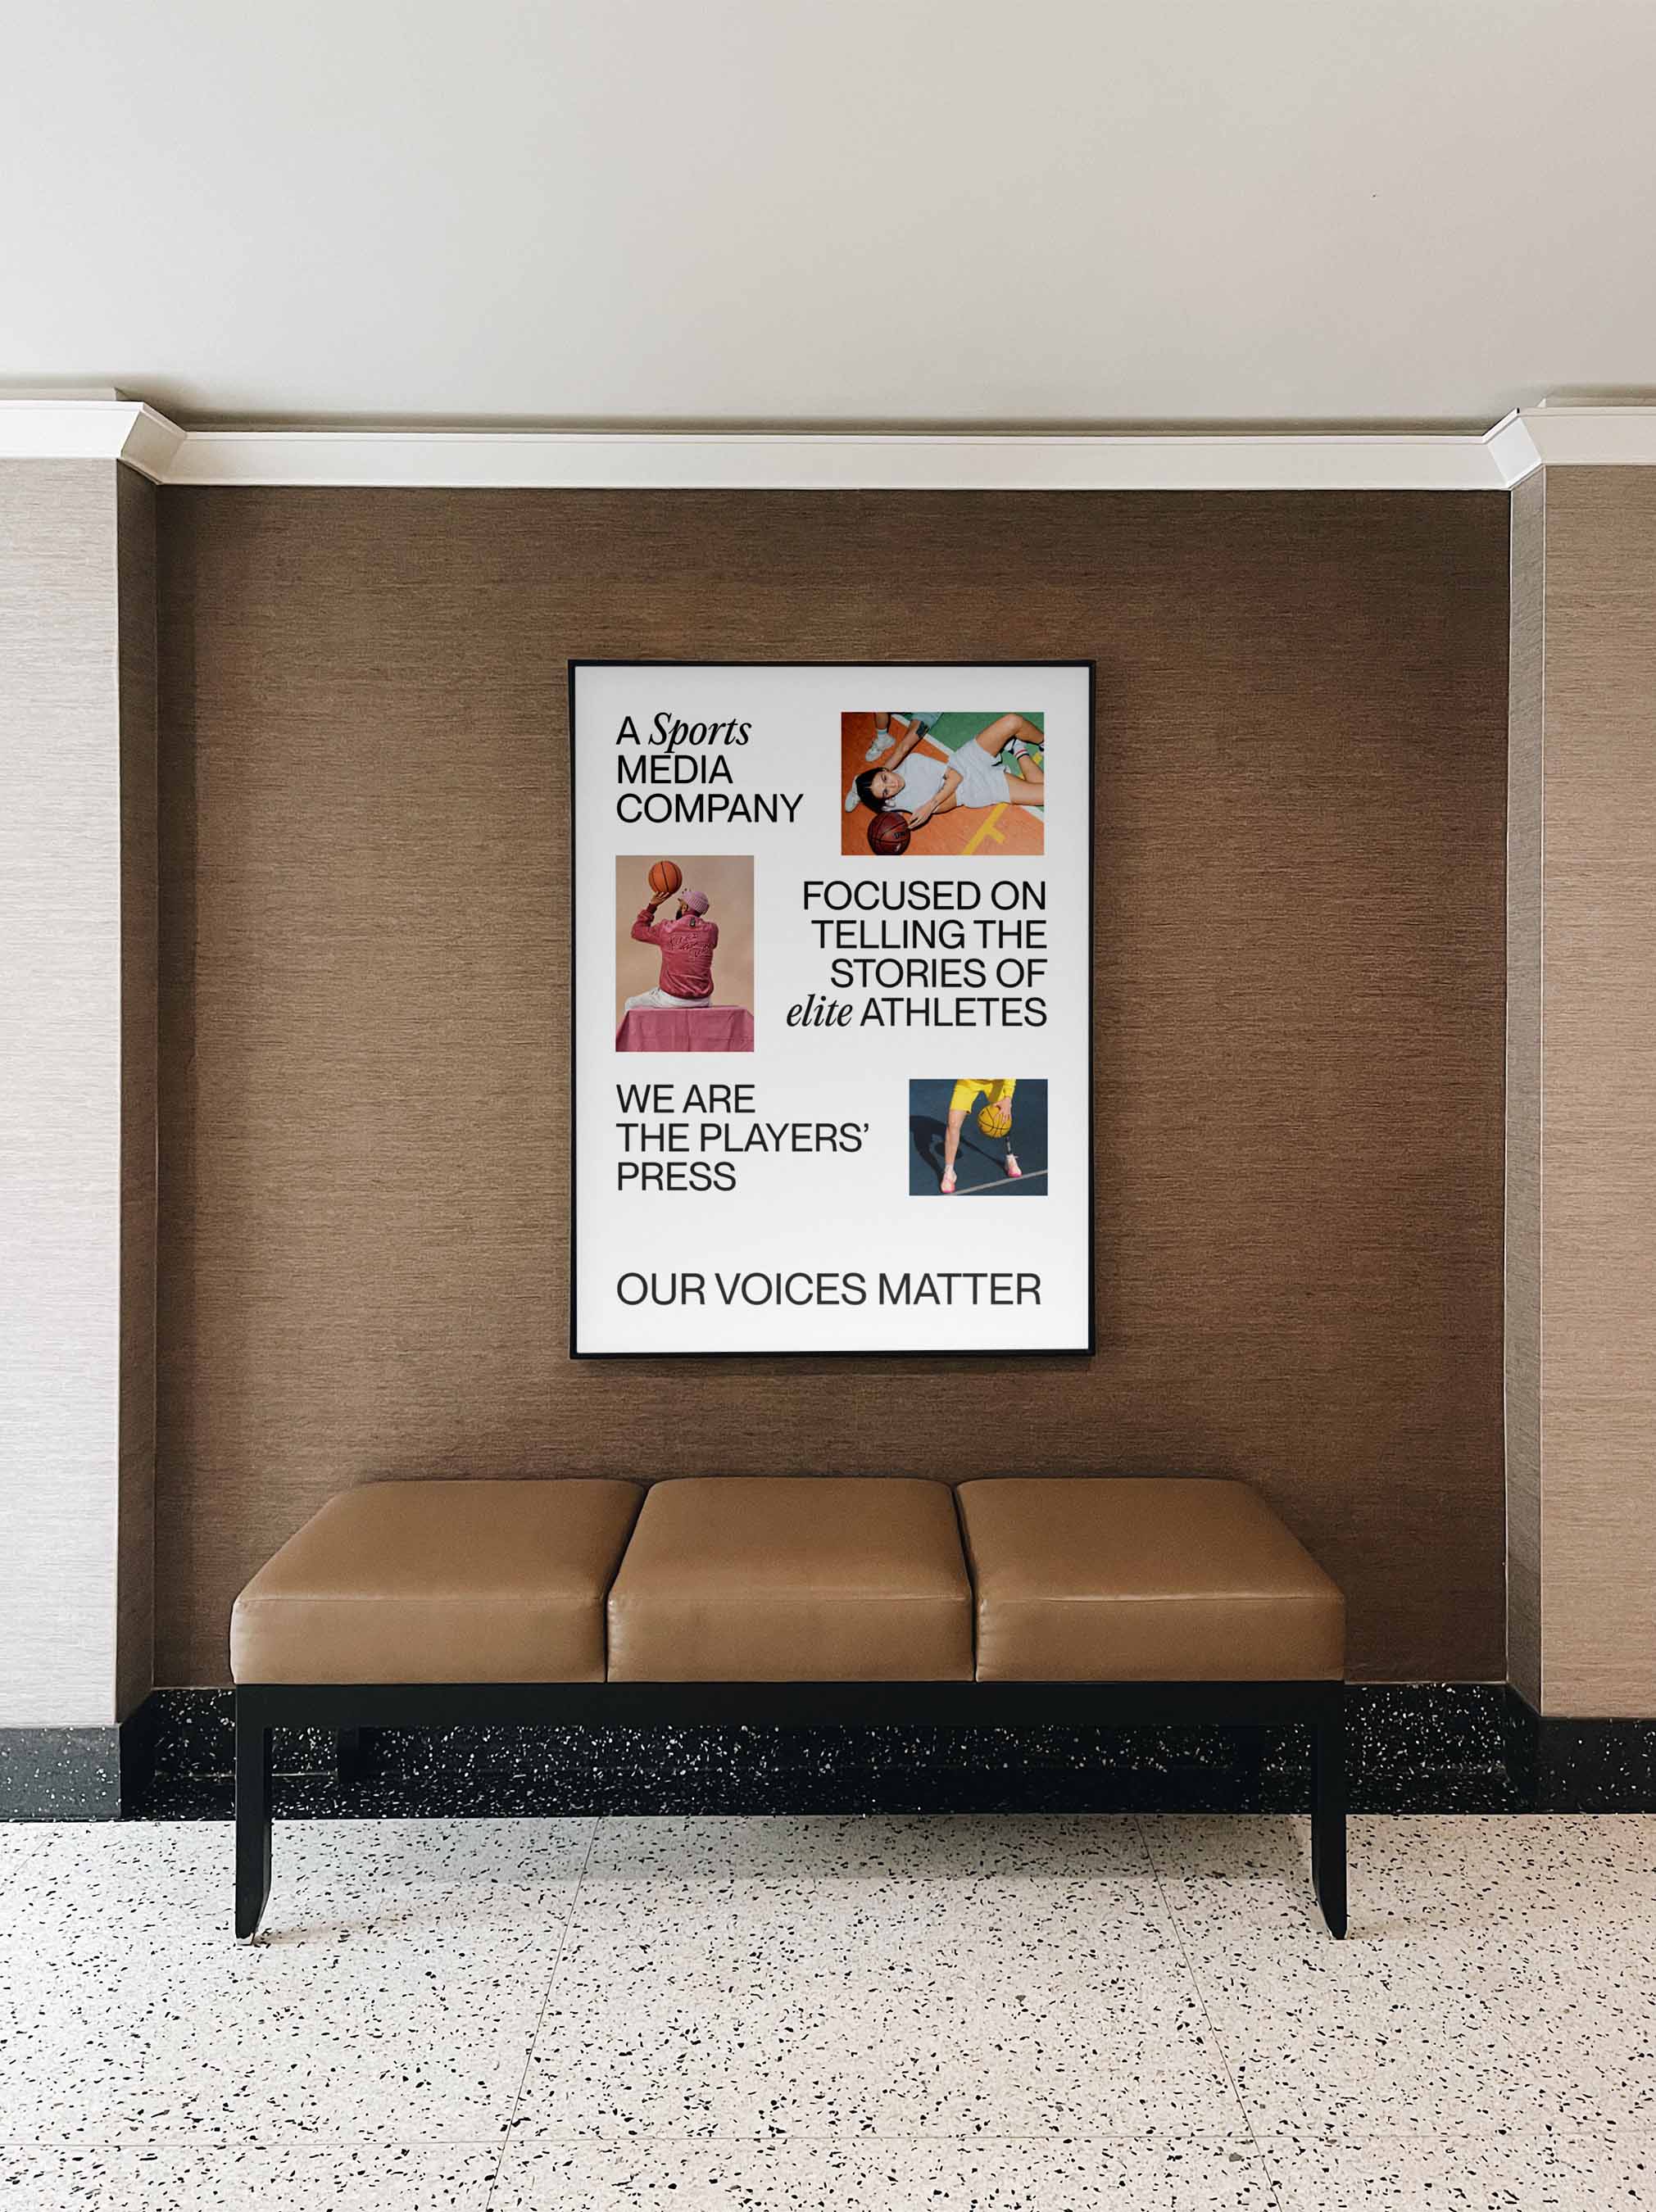 A Sports
MEDIA
COMPANY
FOCUSED ON
TELLING THE
STORIES OF
elite ATHLETES
WE ARE
THE PLAYERS’
PRESS
OUR VOICES MATTER